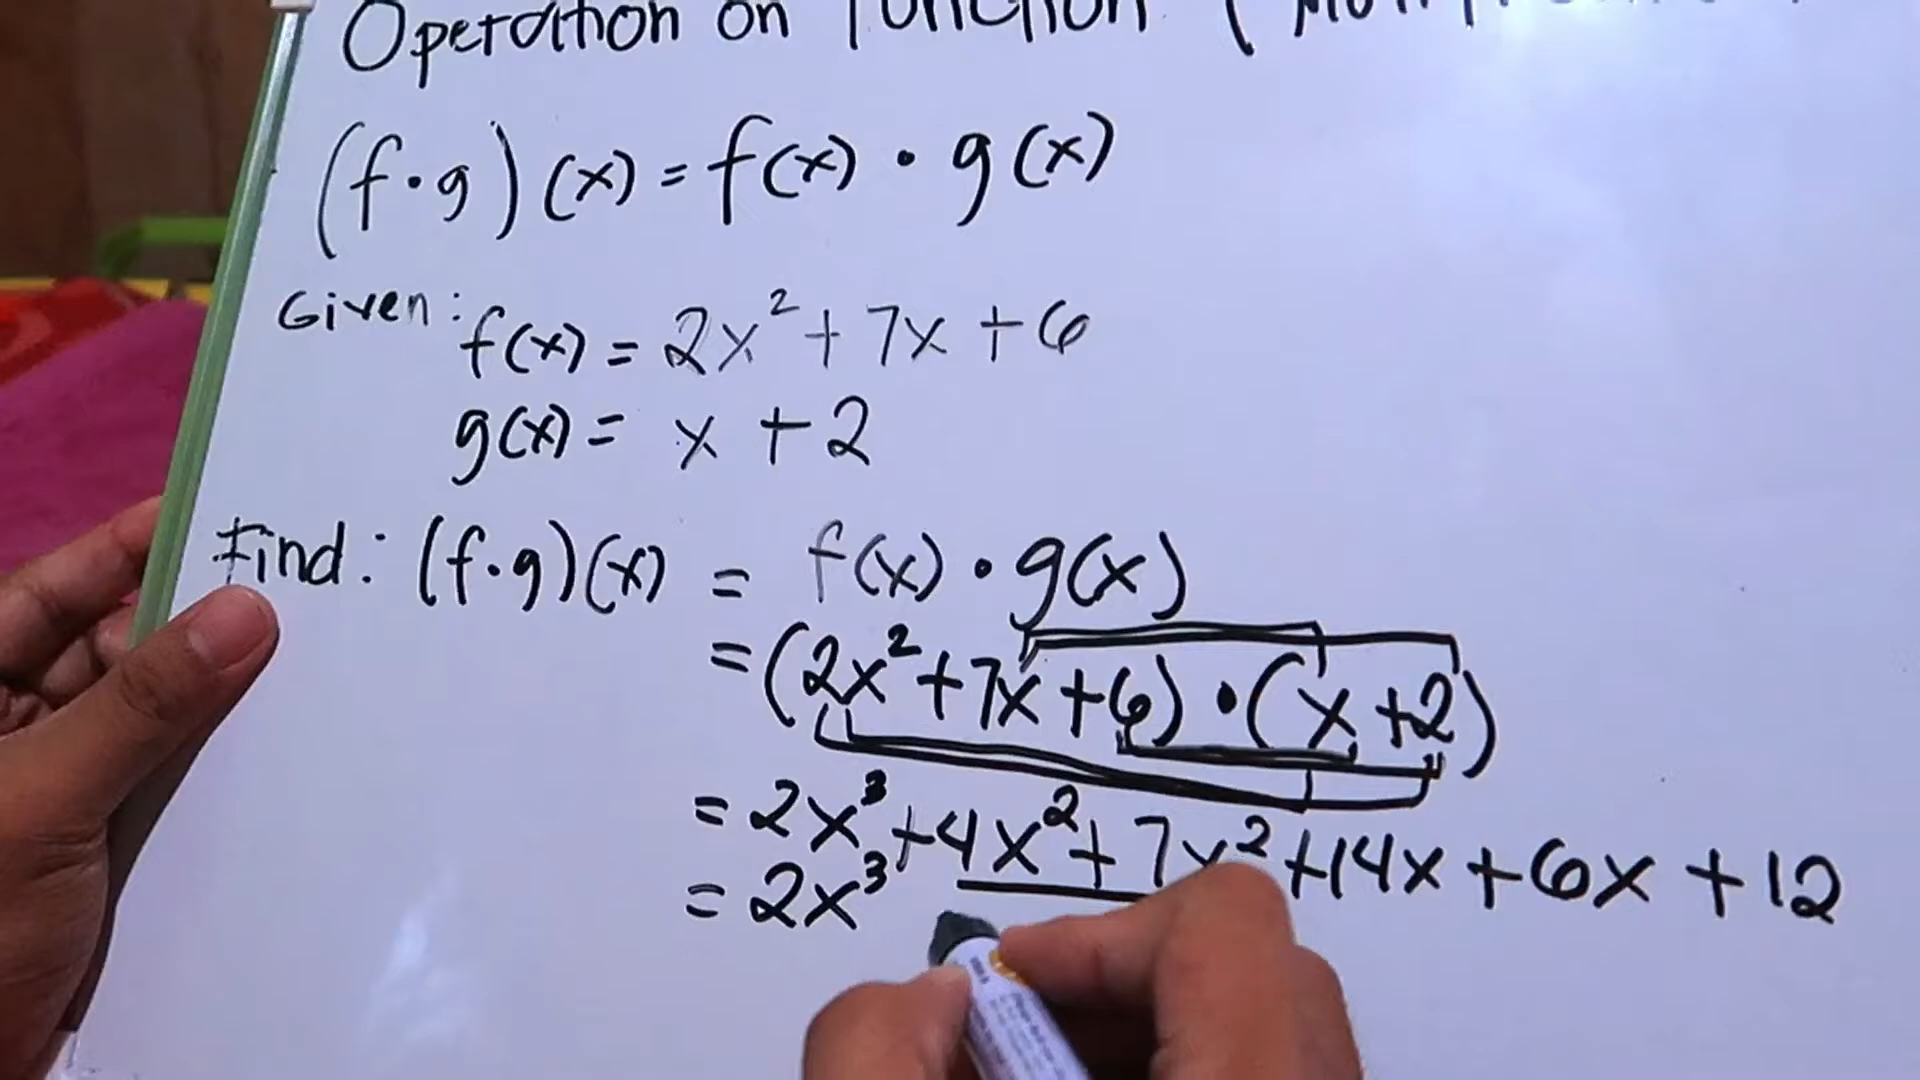 Operation on Function (
(f·g)(x) = f(x) · g(x)
Given: f(x) = 2x² + 7x + 6
g(x) = x + 2
Find: (f·g)(x) = f(x) · g(x)
= (2x² + 7x + 6) · (x + 2)
= 2x³ + 4x² + 7x² + 14x + 6x + 12
= 2x³